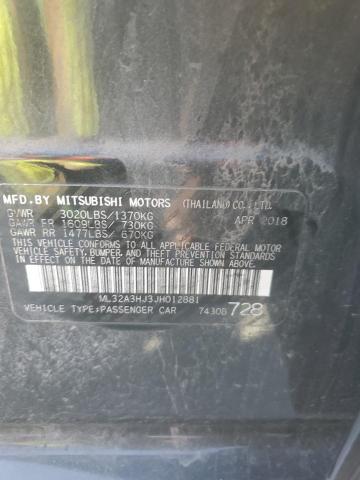 MFD.BY MITSUBISHI MOTORS (THAILAND) CO., LTD.
GVWR 3020LBS/1370KG APR 2018
GAWR FR 1609LBS/ 730KG
GAWR RR 1477LBS/ 670KG
THIS VEHICLE CONFORMS TO ALL APPLICABLE FEDERAL MOTOR
VEHICLE SAFETY, BUMPER, AND THEFT PREVENTION STANDARDS
IN EFFECT ON THE DATE OF MANUFACTURE SHOWN ABOVE.
ML32A3HJ3JH012881
VEHICLE TYPE:PASSENGER CAR 7430B 728